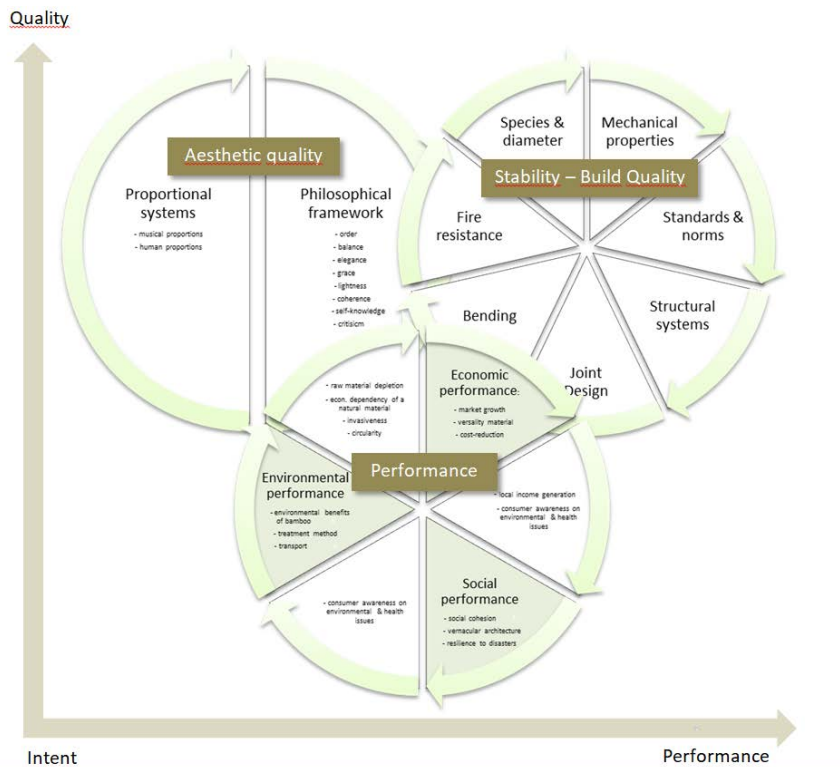 Quality
Aesthetic quality
Proportional
systems
- musical proportions
- human proportions
Philosophical
framework
- order
- balance
- elegance
- grace
- lightness
- coherence
- self-knowledge
- critisicm
Stability – Build Quality
Species &
diameter
Mechanical
properties
Fire
resistance
Standards &
norms
Bending
Structural
systems
Joint
Design
Performance
- raw material depletion
- econ. dependency of a
natural material
- invasiveness
- circularity
Economic
performance:
- market growth
- versality material
- cost-reduction
Environmental
performance
- environmental benefits
of bamboo
- treatment method
- transport
- local income generation
- consumer awareness on
environmental & health
issues
- consumer awareness on
environmental & health
issues
Social
performance
- social cohesion
- vernacular architecture
- resilience to disasters
Intent
Performance